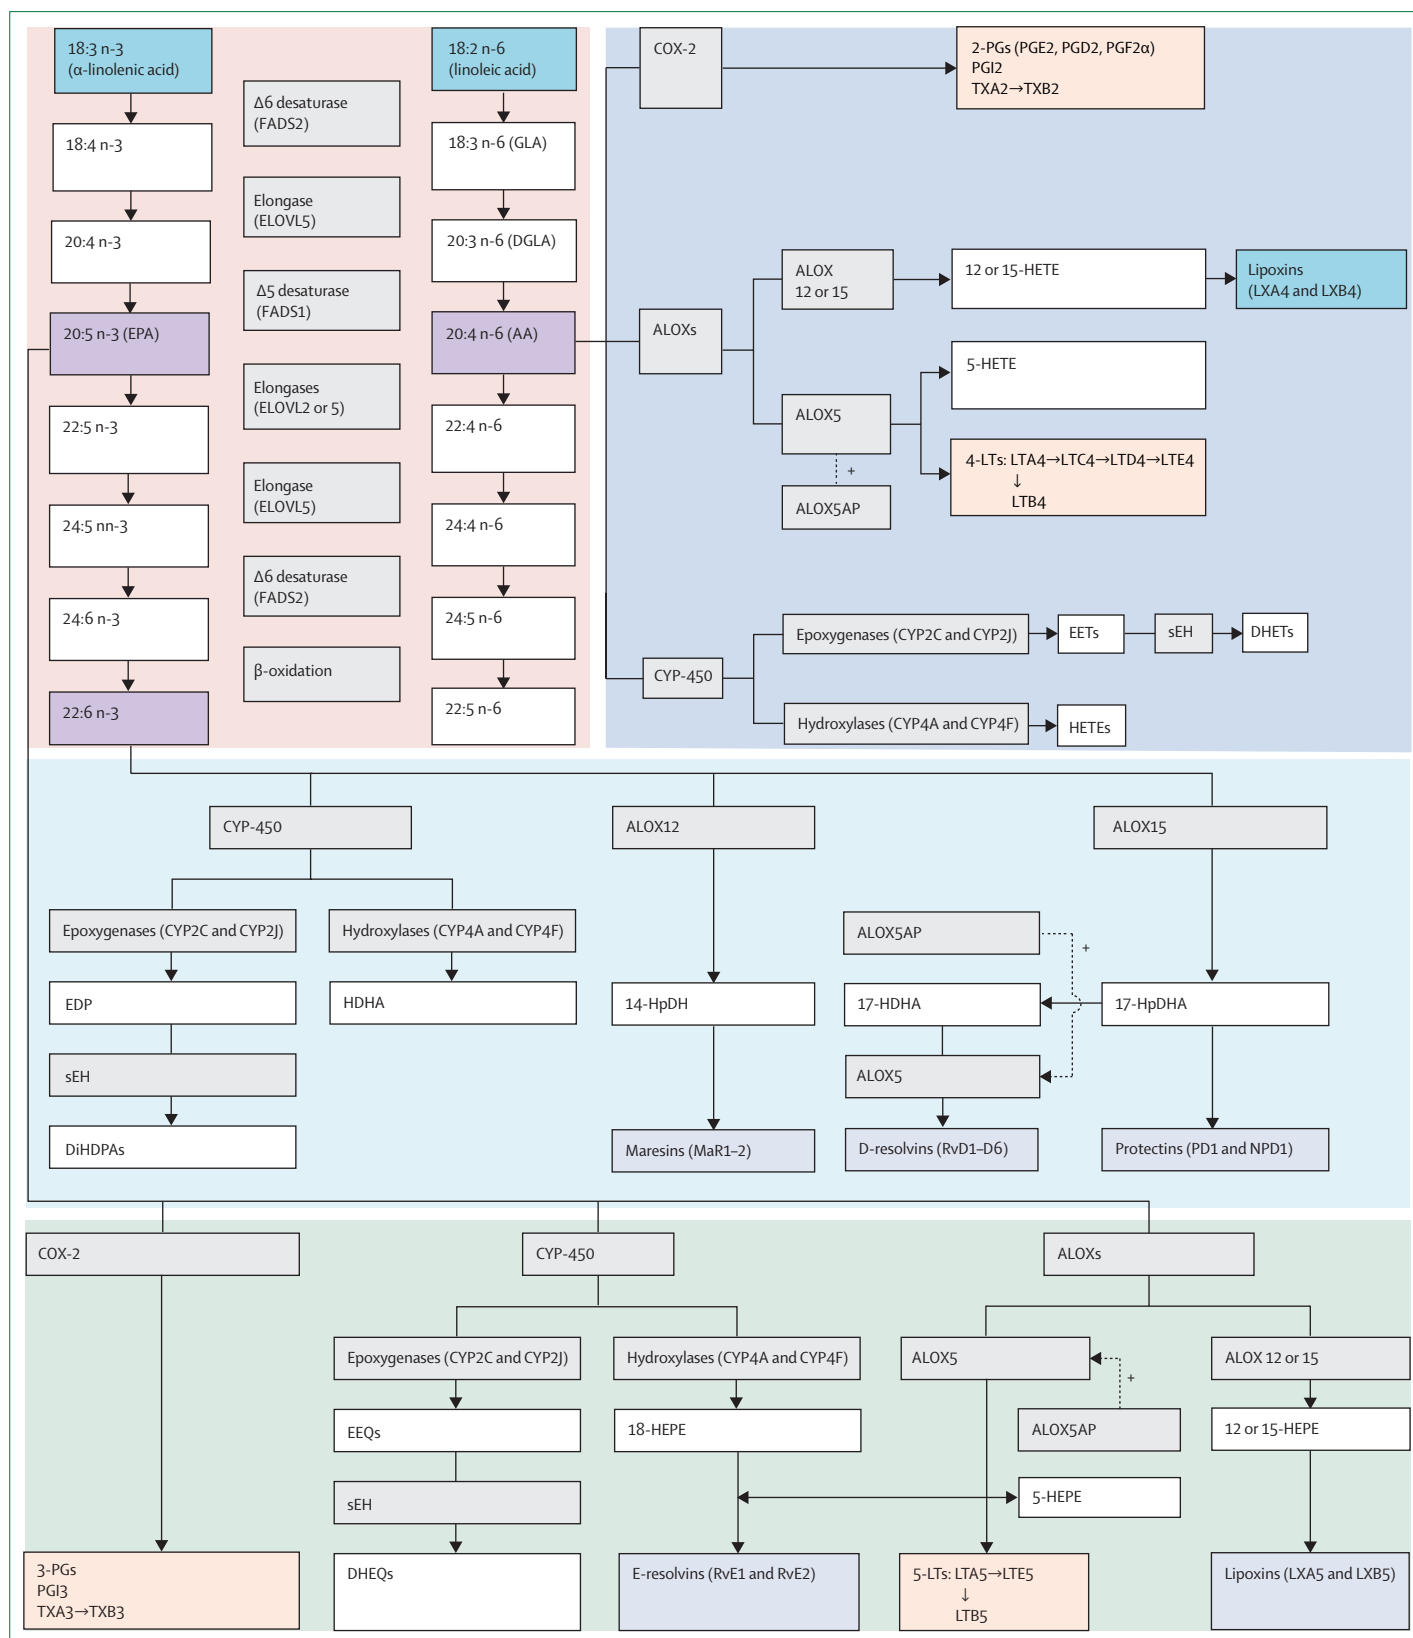 18:3 n-3
(α-linolenic acid)
18:4 n-3
20:4 n-3
20:5 n-3 (EPA)
22:5 n-3
24:5 nn-3
24:6 n-3
22:6 n-3
Δ6 desaturase
(FADS2)
Elongase
(ELOVL5)
Δ5 desaturase
(FADS1)
Elongases
(ELOVL2 or 5)
Elongase
(ELOVL5)
Δ6 desaturase
(FADS2)
β-oxidation
18:2 n-6
(linoleic acid)
18:3 n-6 (GLA)
20:3 n-6 (DGLA)
20:4 n-6 (AA)
22:4 n-6
24:4 n-6
24:5 n-6
22:5 n-6
COX-2
2-PGs (PGE2, PGD2, PGF2α)
PGI2
TXA2→TXB2
ALOXs
ALOX
12 or 15
12 or 15-HETE
Lipoxins
(LXA4 and LXB4)
ALOX5
+
ALOX5AP
5-HETE
4-LTs: LTA4→LTC4→LTD4→LTE4
↓
LTB4
CYP-450
Epoxygenases (CYP2C and CYP2J)
EETs
sEH
DHETs
Hydroxylases (CYP4A and CYP4F)
HETEs
CYP-450
ALOX12
ALOX15
Epoxygenases (CYP2C and CYP2J)
Hydroxylases (CYP4A and CYP4F)
ALOX5AP
+
EDP
HDHA
14-HpDH
17-HDHA
17-HpDHA
sEH
ALOX5
DiHDPAs
Maresins (MaR1–2)
D-resolvins (RvD1–D6)
Protectins (PD1 and NPD1)
COX-2
CYP-450
ALOXs
Epoxygenases (CYP2C and CYP2J)
Hydroxylases (CYP4A and CYP4F)
ALOX5
+
ALOX 12 or 15
EEQs
18-HEPE
ALOX5AP
12 or 15-HEPE
sEH
5-HEPE
3-PGs
PGI3
TXA3→TXB3
DHEQs
E-resolvins (RvE1 and RvE2)
5-LTs: LTA5→LTE5
↓
LTB5
Lipoxins (LXA5 and LXB5)